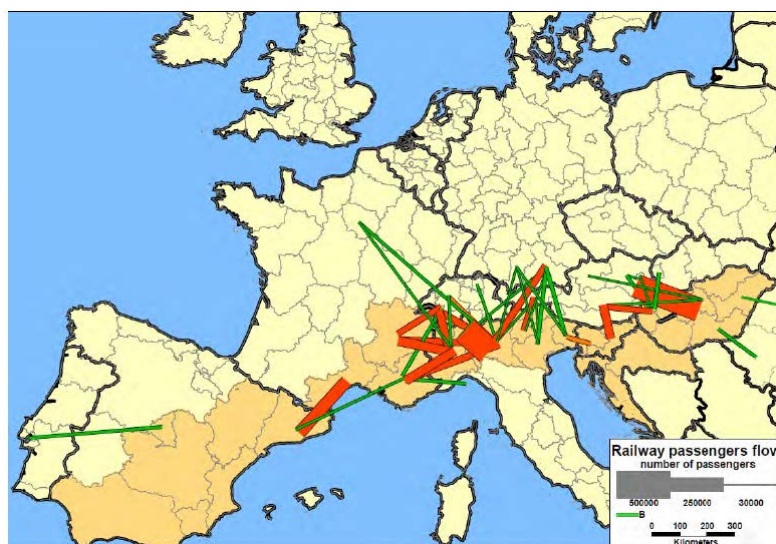 Railway passengers flow
number of passengers
500000 250000 30000
B
0 100 200 300
Kilometers